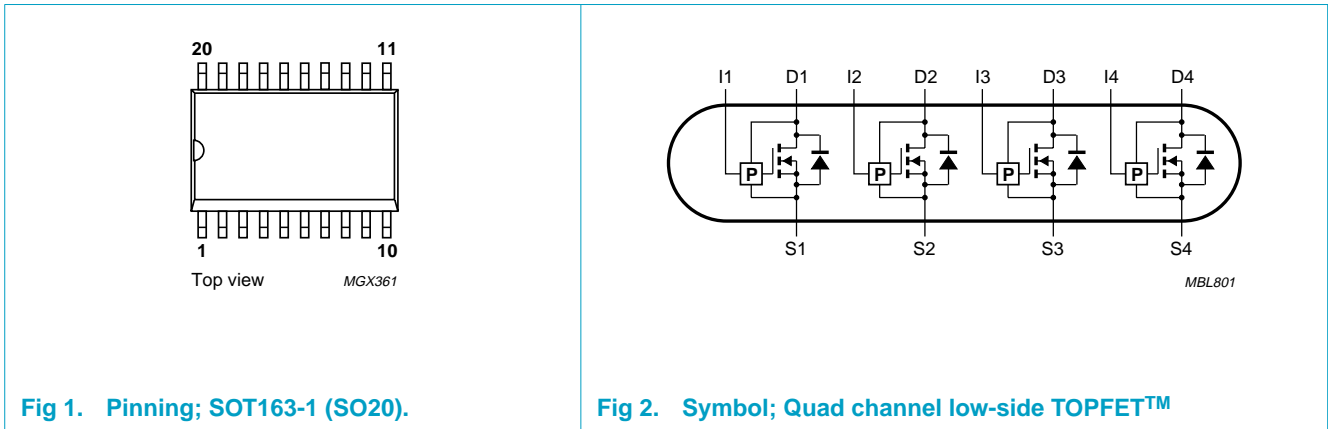 20 11
1 10
Top view MGX361
Fig 1. Pinning; SOT163-1 (SO20).
I1 D1 I2 D2 I3 D3 I4 D4
P P P P
S1 S2 S3 S4
MBL801
Fig 2. Symbol; Quad channel low-side TOPFETTM